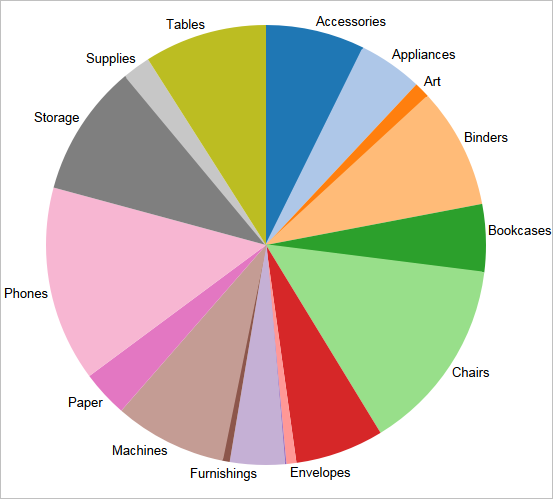 Accessories
Appliances
Art
Binders
Bookcases
Chairs
Envelopes
Furnishings
Machines
Paper
Phones
Storage
Supplies
Tables